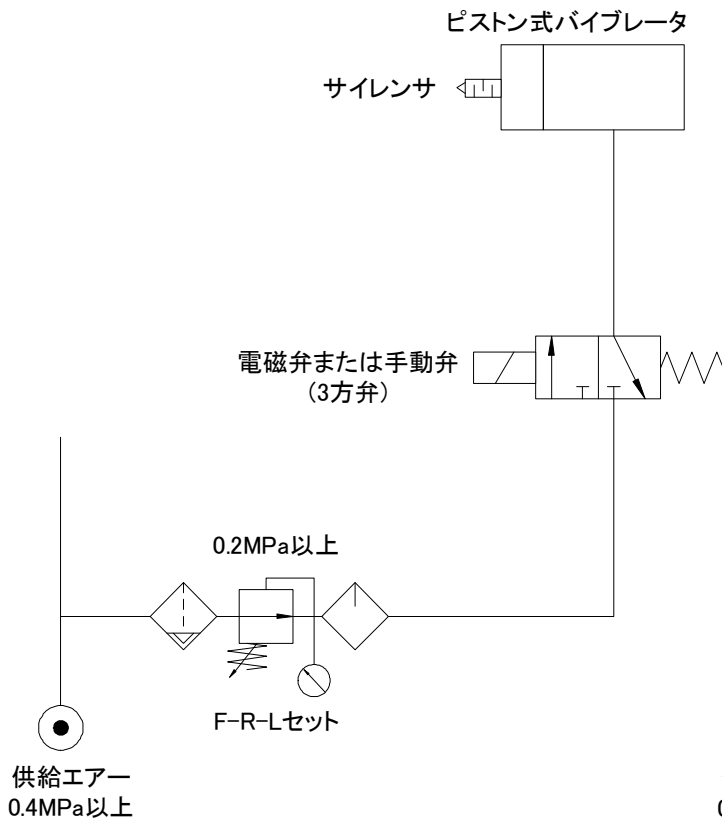 ピストン式バイブレータ
サイレンサ
電磁弁または手動弁
(3方弁)
0.2MPa以上
F-R-Lセット
供給エアー
0.4MPa以上